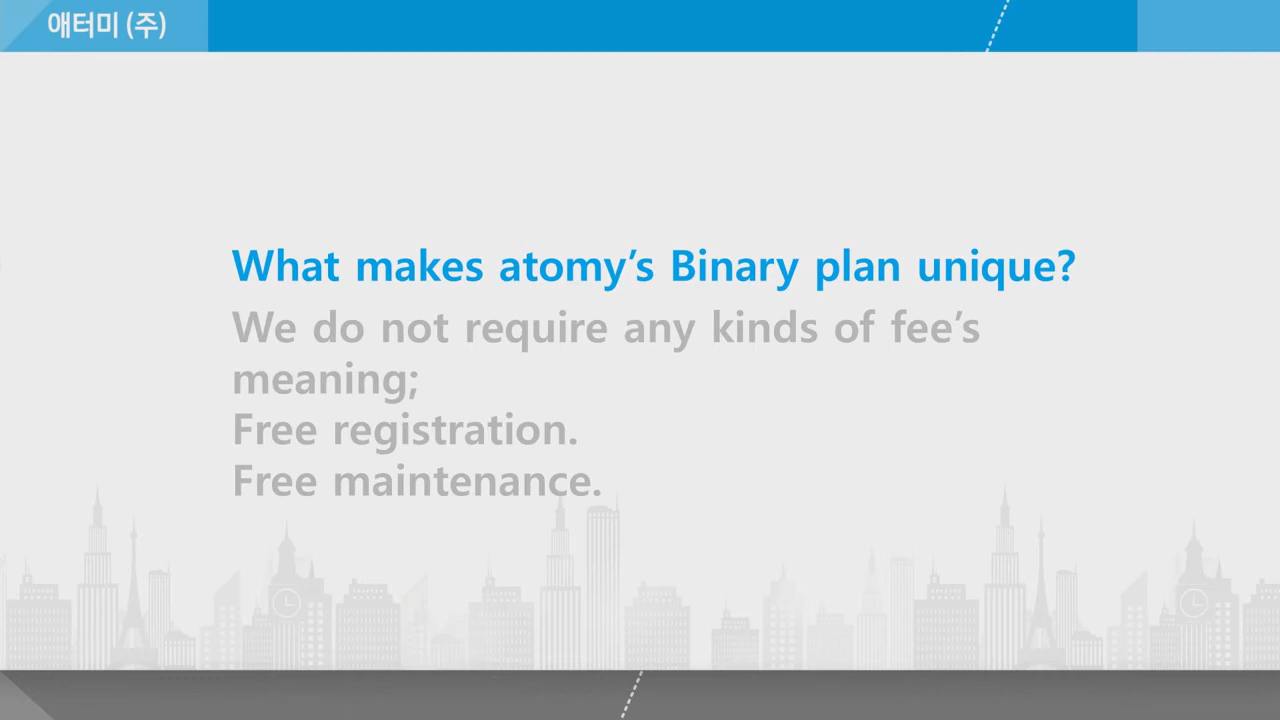 애터미 (주)
What makes atomy’s Binary plan unique?
We do not require any kinds of fee’s
meaning;
Free registration.
Free maintenance.